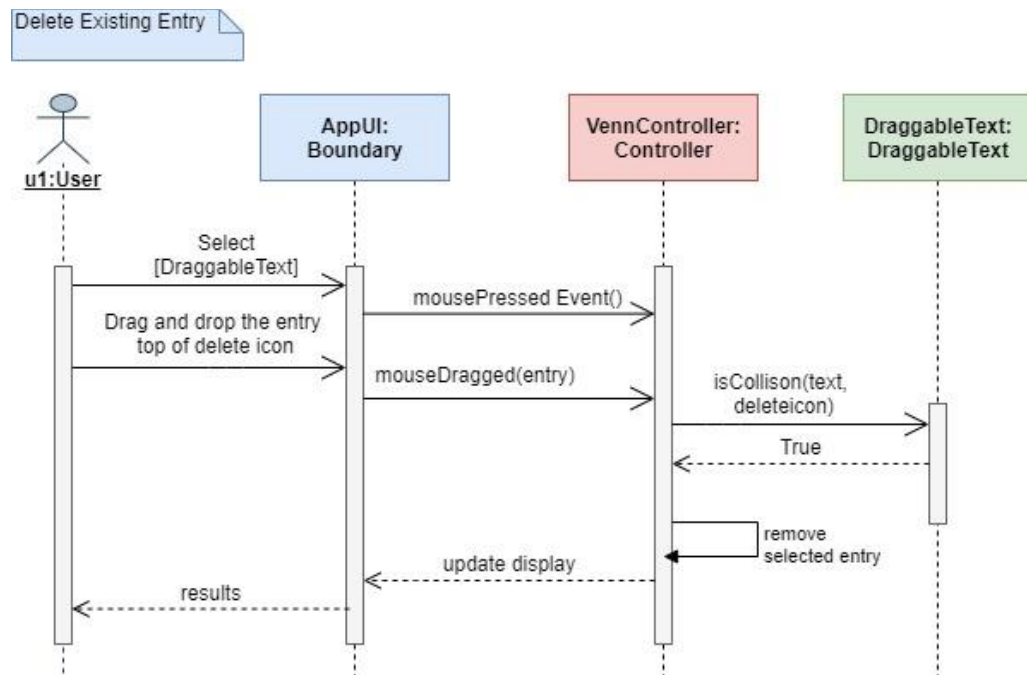 Delete Existing Entry
u1:User
AppUI:
Boundary
VennController:
Controller
DraggableText:
DraggableText
Select
[DraggableText]
mousePressed Event()
Drag and drop the entry
top of delete icon
mouseDragged(entry)
isCollison(text,
deleteicon)
True
remove
selected entry
update display
results